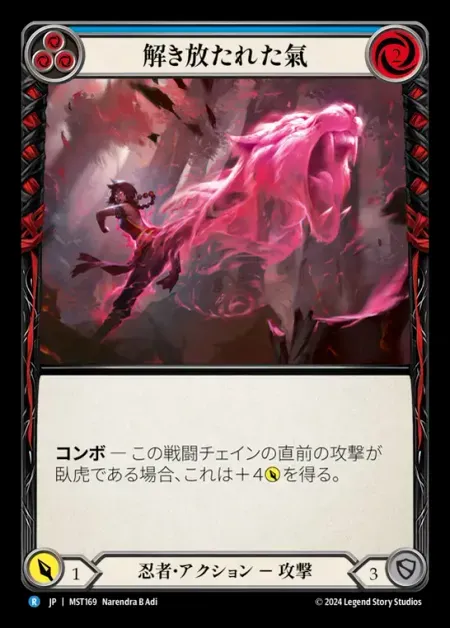 解き放たれた氣
2
コンボ — この戦闘チェインの直前の攻撃が
臥虎である場合、これは＋4を得る。
1
忍者・アクション − 攻撃
3
R JP | MST169 Narendra B Adi
© 2024 Legend Story Studios